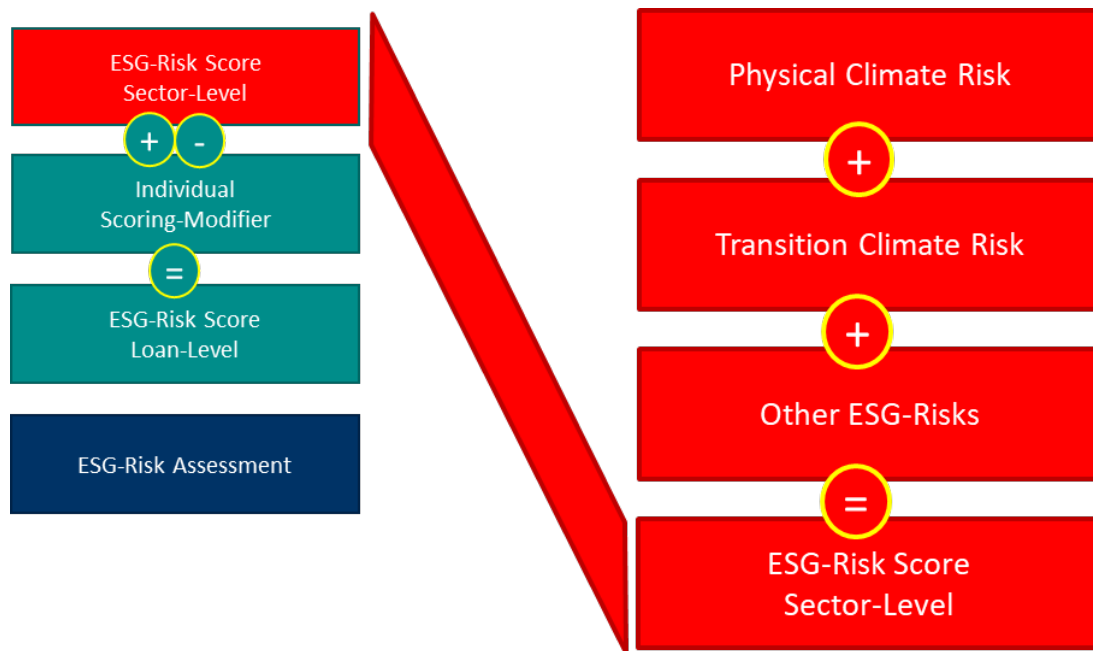 ESG-Risk Score
Sector-Level
+ -
Individual
Scoring-Modifier
=
ESG-Risk Score
Loan-Level
ESG-Risk Assessment
Physical Climate Risk
+
Transition Climate Risk
+
Other ESG-Risks
=
ESG-Risk Score
Sector-Level